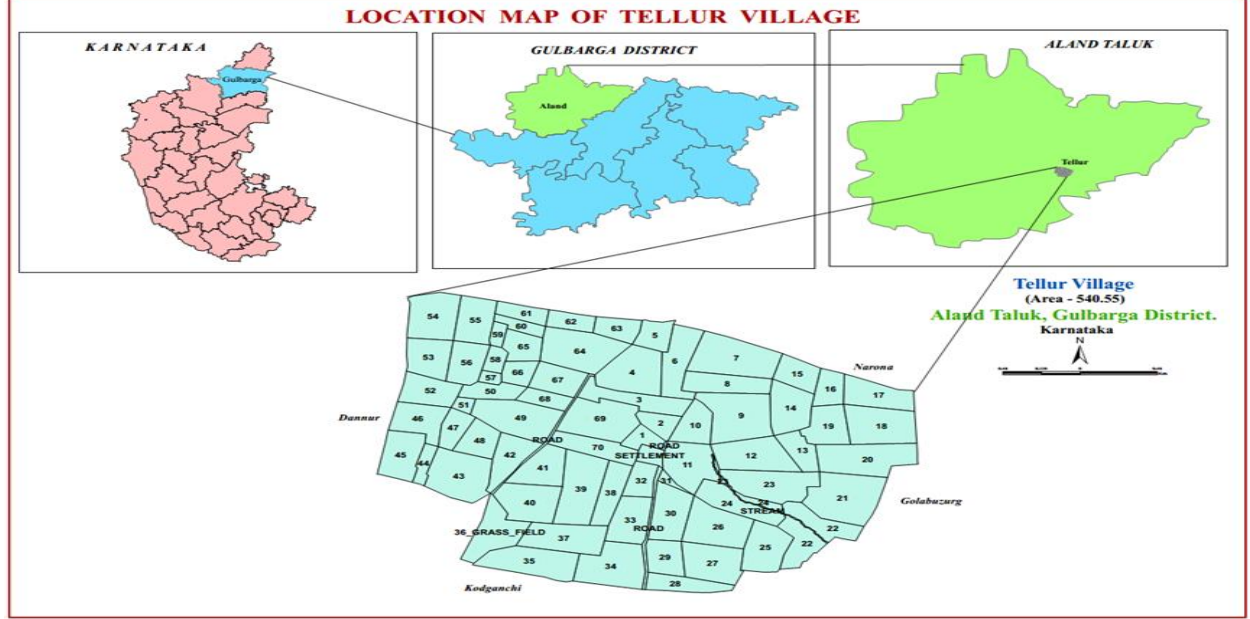 LOCATION MAP OF TELLUR VILLAGE
KARNATAKA
Gulbarga
GULBARGA DISTRICT
Aland
ALAND TALUK
Tellur
Tellur Village
(Area - 540.55)
Aland Taluk, Gulbarga District.
Karnataka
N
Narona
Dannur
Golabuzurg
Kodganchi
54 55 61 62 63 5
59 60 65 64 6 7
53 56 58 66 67 4 8 15 16 17
57 50 68 3
52 51 49 69 2 10 9 14 19 18
46 47 48 42 ROAD 70 1 ROAD
SETTLEMENT
45 44 43 41 11 12 13 20
40 39 38 32 31 23 23 21
33 30 24 24
STREAM
36_GRASS_FIELD 37 ROAD 26 22
35 34 29 27 25 22
28